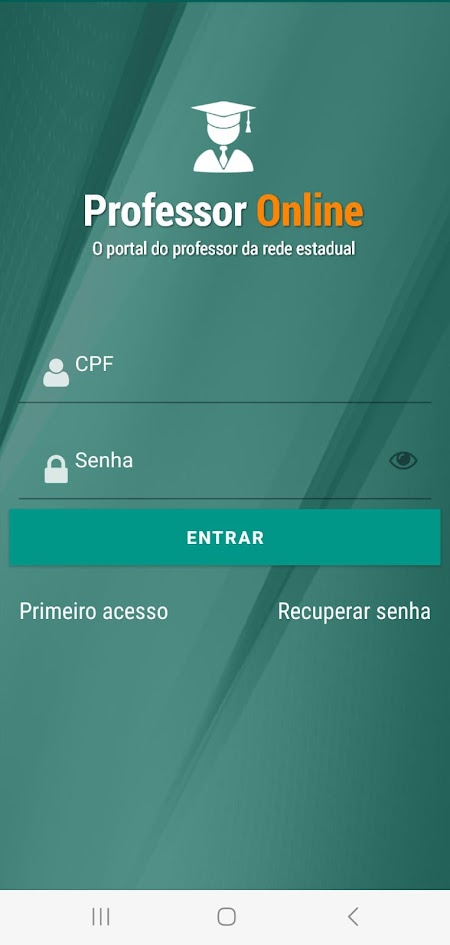 Professor Online
O portal do professor da rede estadual
CPF
Senha
ENTRAR
Primeiro acesso Recuperar senha